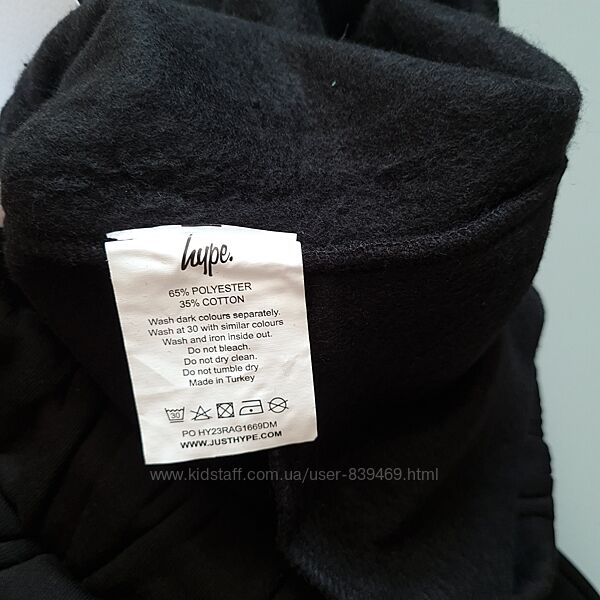 hype.
65% POLYESTER
35% COTTON
Wash dark colours separately.
Wash at 30 with similar colours
Wash and iron inside out.
Do not bleach.
Do not dry clean.
Do not tumble dry
Made in Turkey
30
PO HY23RAG1669DM
WWW.JUSTHYPE.COM
www.kidstaff.com.ua/user-839469.html